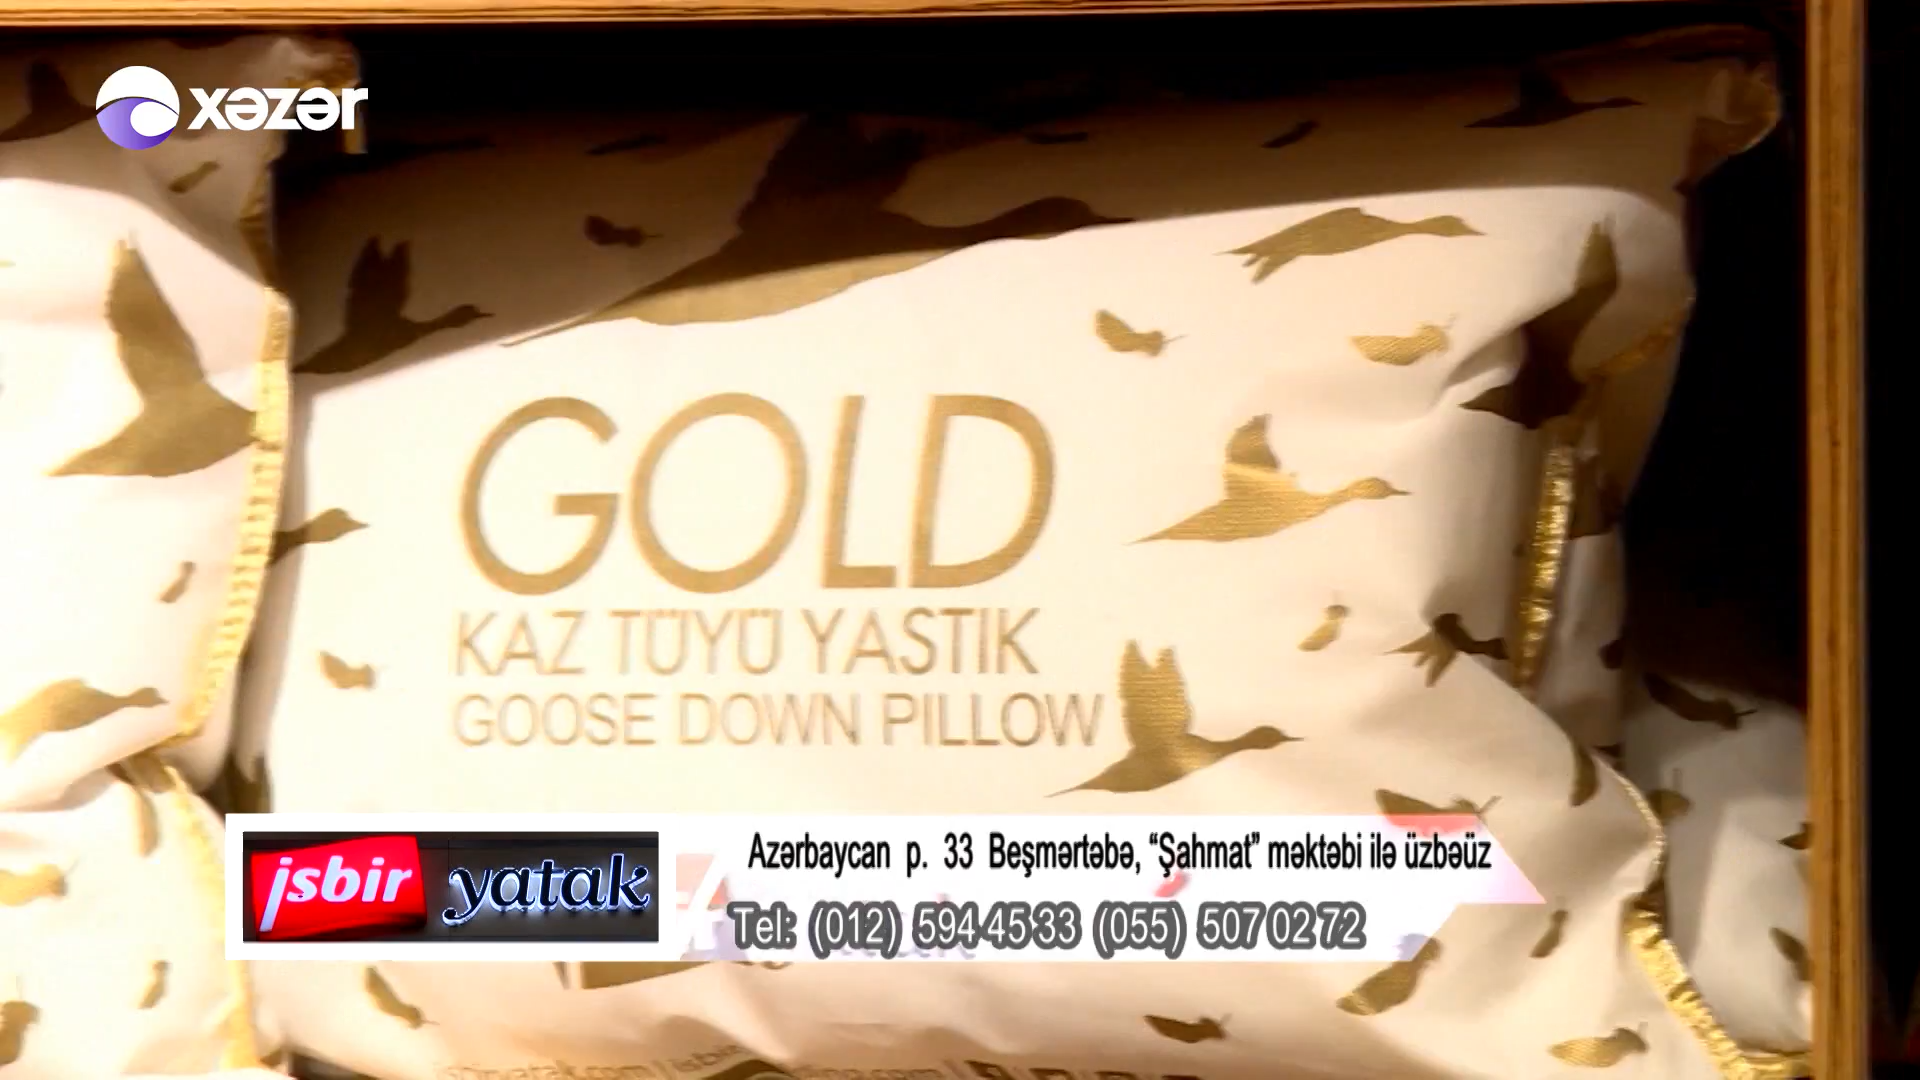 xəzər
GOLD
KAZ TÜYÜ YASTIK
GOOSE DOWN PILLOW
işbir yatak
Azərbaycan p. 33 Beşmərtəbə, “Şahmat” məktəbi ilə üzbəüz
Tel: (012) 594 45 33 (055) 507 02 72